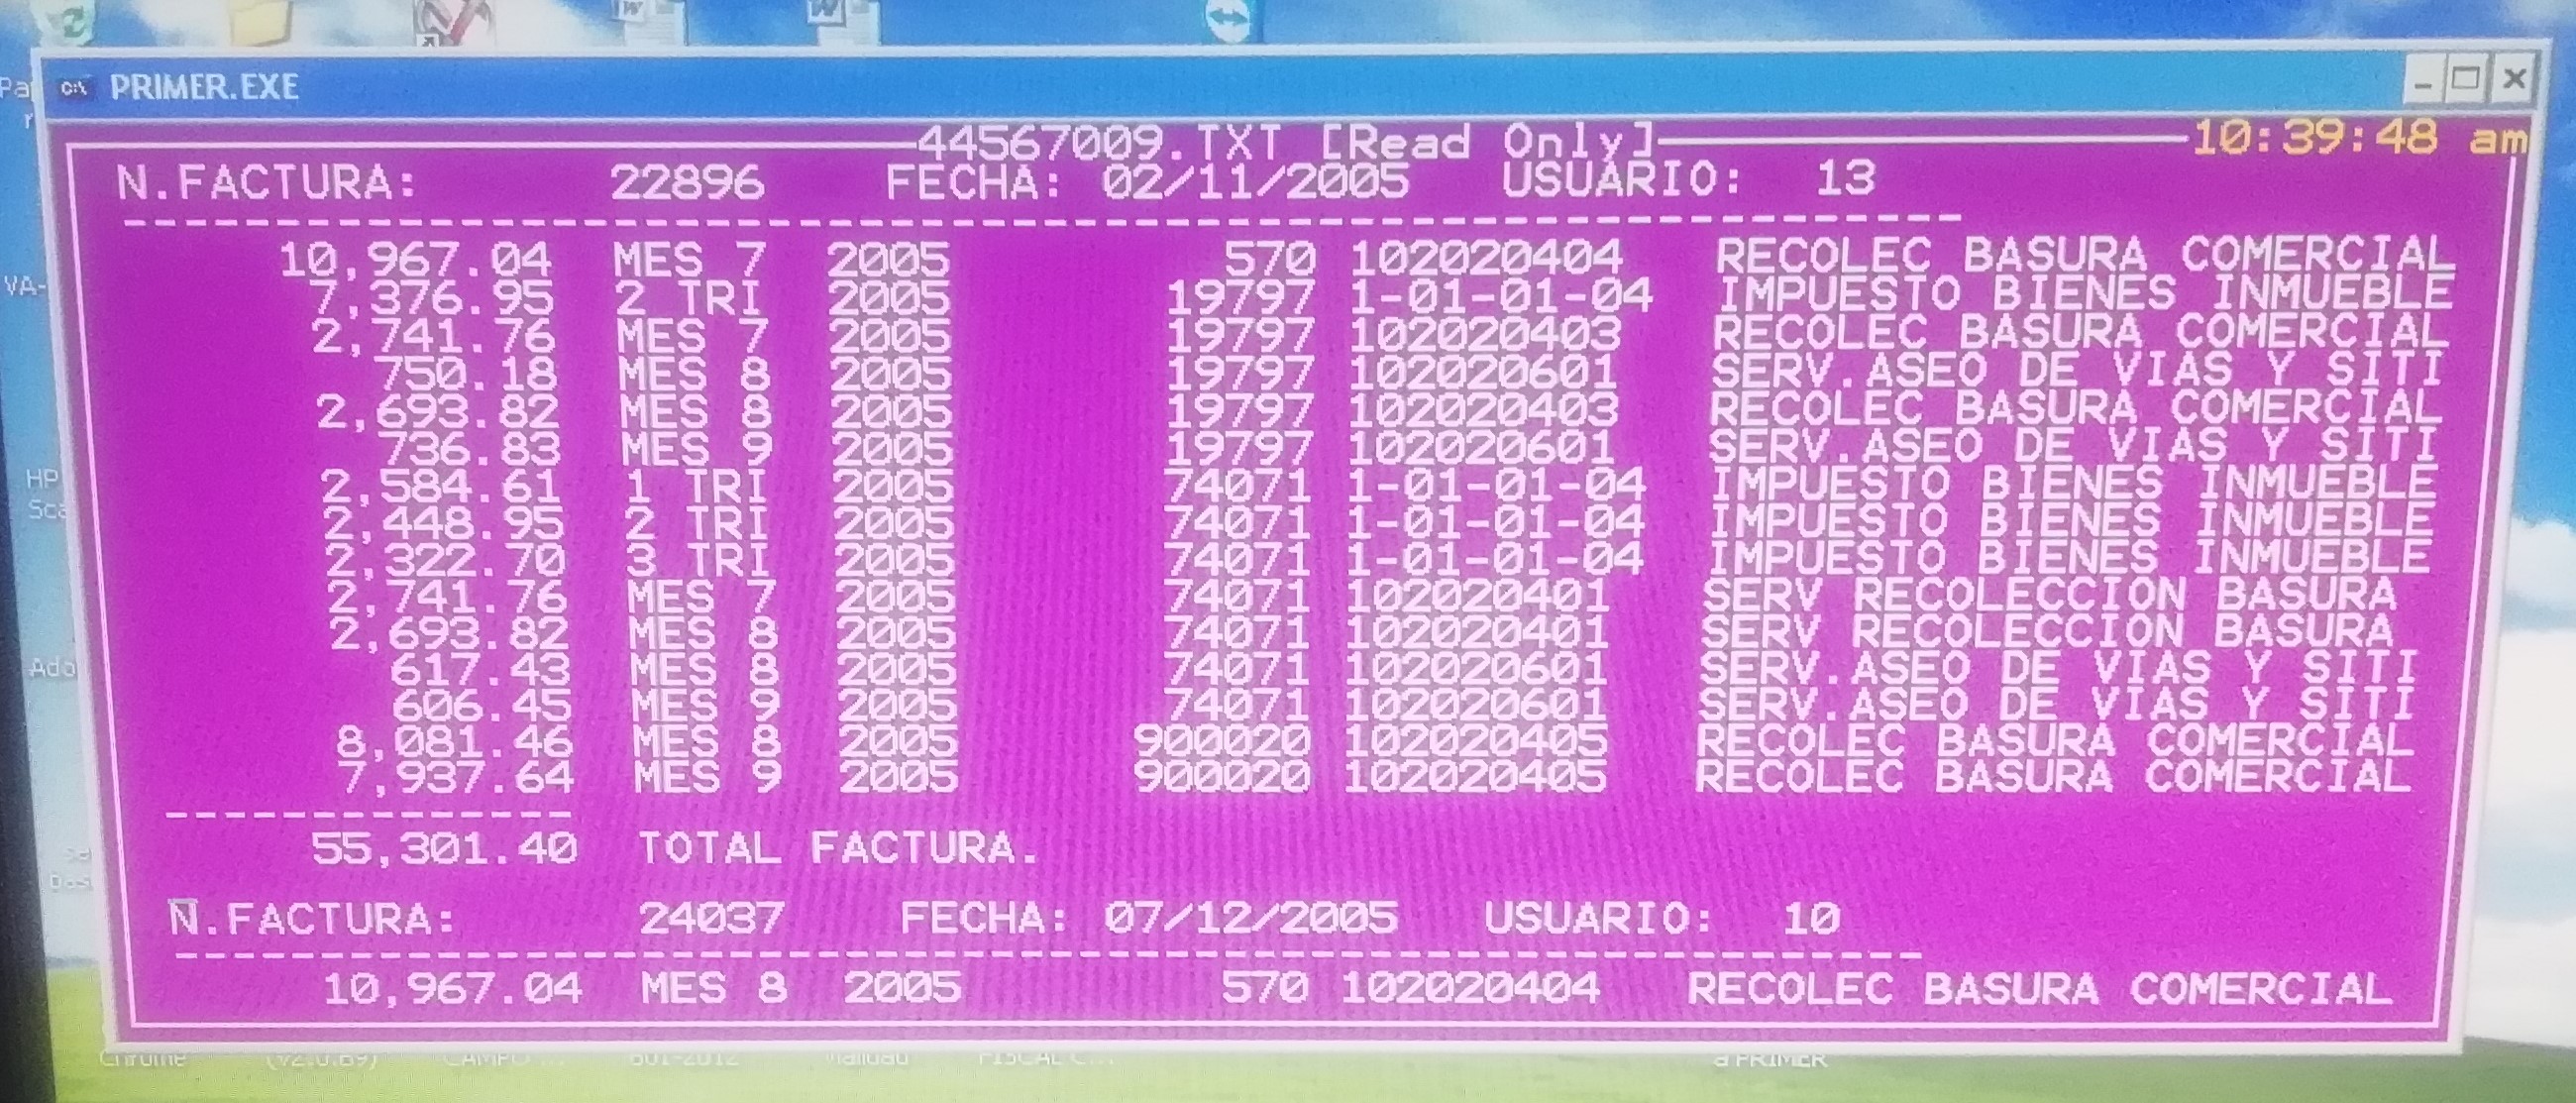 PRIMER.EXE
44567009.TXT [Read Only] 10:39:48 am
N.FACTURA: 22896 FECHA: 02/11/2005 USUARIO: 13
------------------------------------------------------------
10,967.04 MES 7 2005 570 102020404 RECOLEC BASURA COMERCIAL
7,376.95 2 TRI 2005 19797 1-01-01-04 IMPUESTO BIENES INMUEBLE
2,741.76 MES 7 2005 19797 102020403 RECOLEC BASURA COMERCIAL
750.18 MES 8 2005 19797 102020601 SERV.ASEO DE VIAS Y SITI
2,693.82 MES 8 2005 19797 102020403 RECOLEC BASURA COMERCIAL
736.83 MES 9 2005 19797 102020601 SERV.ASEO DE VIAS Y SITI
2,584.61 1 TRI 2005 74071 1-01-01-04 IMPUESTO BIENES INMUEBLE
2,448.95 2 TRI 2005 74071 1-01-01-04 IMPUESTO BIENES INMUEBLE
2,322.70 3 TRI 2005 74071 1-01-01-04 IMPUESTO BIENES INMUEBLE
2,741.76 MES 7 2005 74071 102020401 SERV RECOLECCION BASURA
2,693.82 MES 8 2005 74071 102020401 SERV RECOLECCION BASURA
617.43 MES 8 2005 74071 102020601 SERV.ASEO DE VIAS Y SITI
606.45 MES 9 2005 74071 102020601 SERV.ASEO DE VIAS Y SITI
8,081.46 MES 8 2005 900020 102020405 RECOLEC BASURA COMERCIAL
7,937.64 MES 9 2005 900020 102020405 RECOLEC BASURA COMERCIAL
--------------
55,301.40 TOTAL FACTURA.
N.FACTURA: 24037 FECHA: 07/12/2005 USUARIO: 10
------------------------------------------------------------
10,967.04 MES 8 2005 570 102020404 RECOLEC BASURA COMERCIAL
VA-
HP
Chrome
a PRIMER